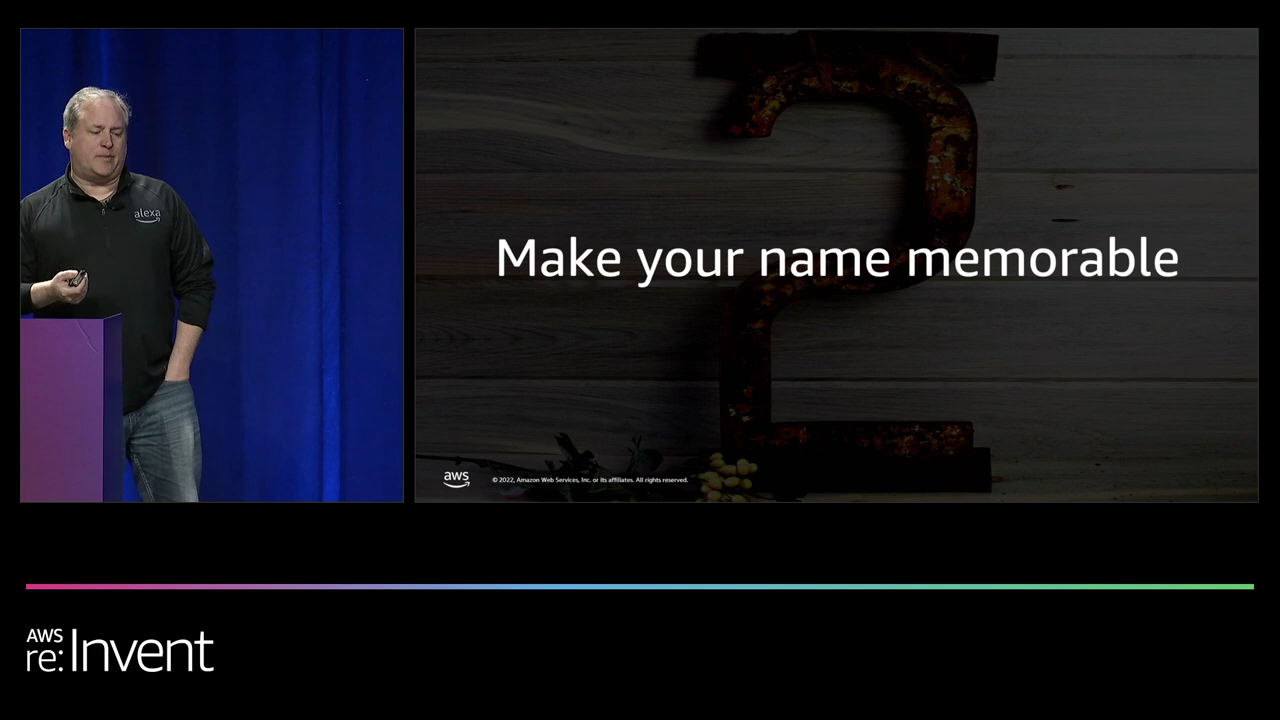 alexa
2
Make your name memorable
aws
© 2022, Amazon Web Services, Inc. or its affiliates. All rights reserved.
AWS
re:Invent